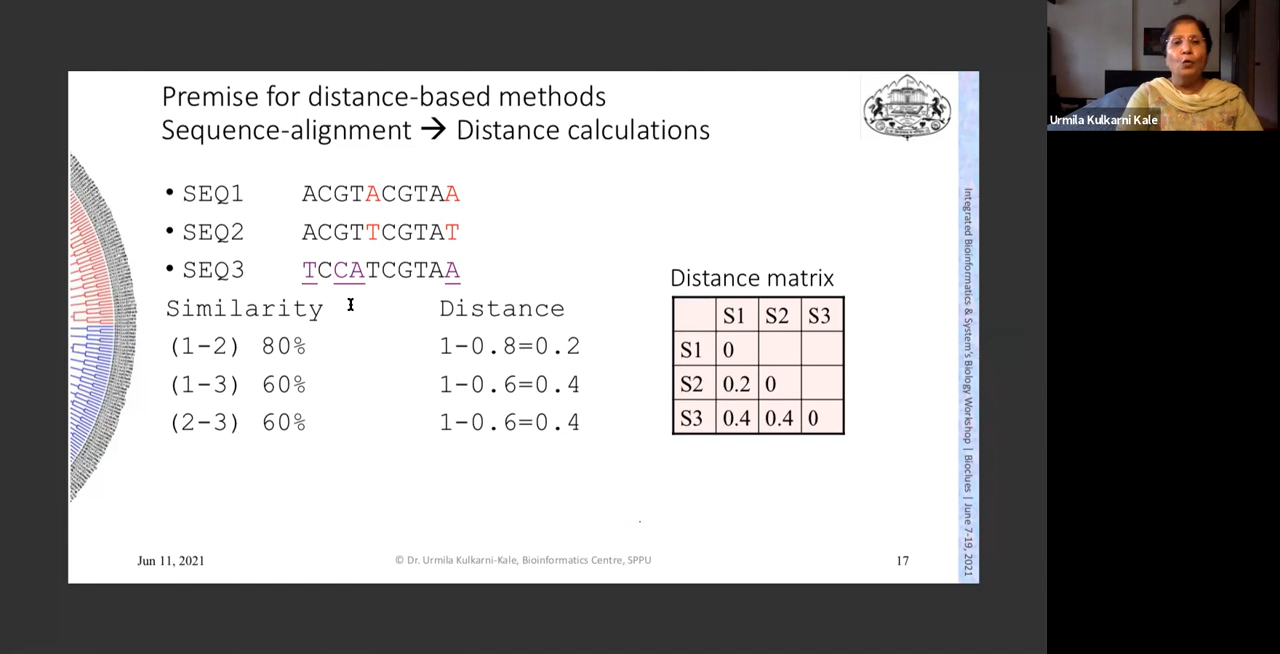 Premise for distance-based methods
Sequence-alignment → Distance calculations
• SEQ1 ACGTACGTAA
• SEQ2 ACGTTCGTAT
• SEQ3 TCCATCGTAA
Similarity Distance
(1-2) 80% 1-0.8=0.2
(1-3) 60% 1-0.6=0.4
(2-3) 60% 1-0.6=0.4
Distance matrix
S1 S2 S3
S1 0
S2 0.2 0
S3 0.4 0.4 0
Jun 11, 2021
© Dr. Urmila Kulkarni-Kale, Bioinformatics Centre, SPPU
17
Integrated Bioinformatics & System's Biology Workshop | Bioclues | June 7-19, 2021
Urmila Kulkarni Kale